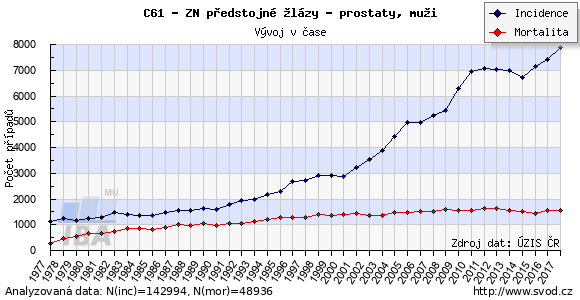 C61 - ZN předstojné žlázy - prostaty, muži
Vývoj v čase
Incidence
Mortalita
8000
7000
6000
5000
4000
3000
2000
1000
0
Počet případů
MU
IBA
Zdroj dat: ÚZIS ČR
1977 1978 1979 1980 1981 1982 1983 1984 1985 1986 1987 1988 1989 1990 1991 1992 1993 1994 1995 1996 1997 1998 1999 2000 2001 2002 2003 2004 2005 2006 2007 2008 2009 2010 2011 2012 2013 2014 2015 2016 2017
Analyzovaná data: N(inc)=142994, N(mor)=48936
http://www.svod.cz